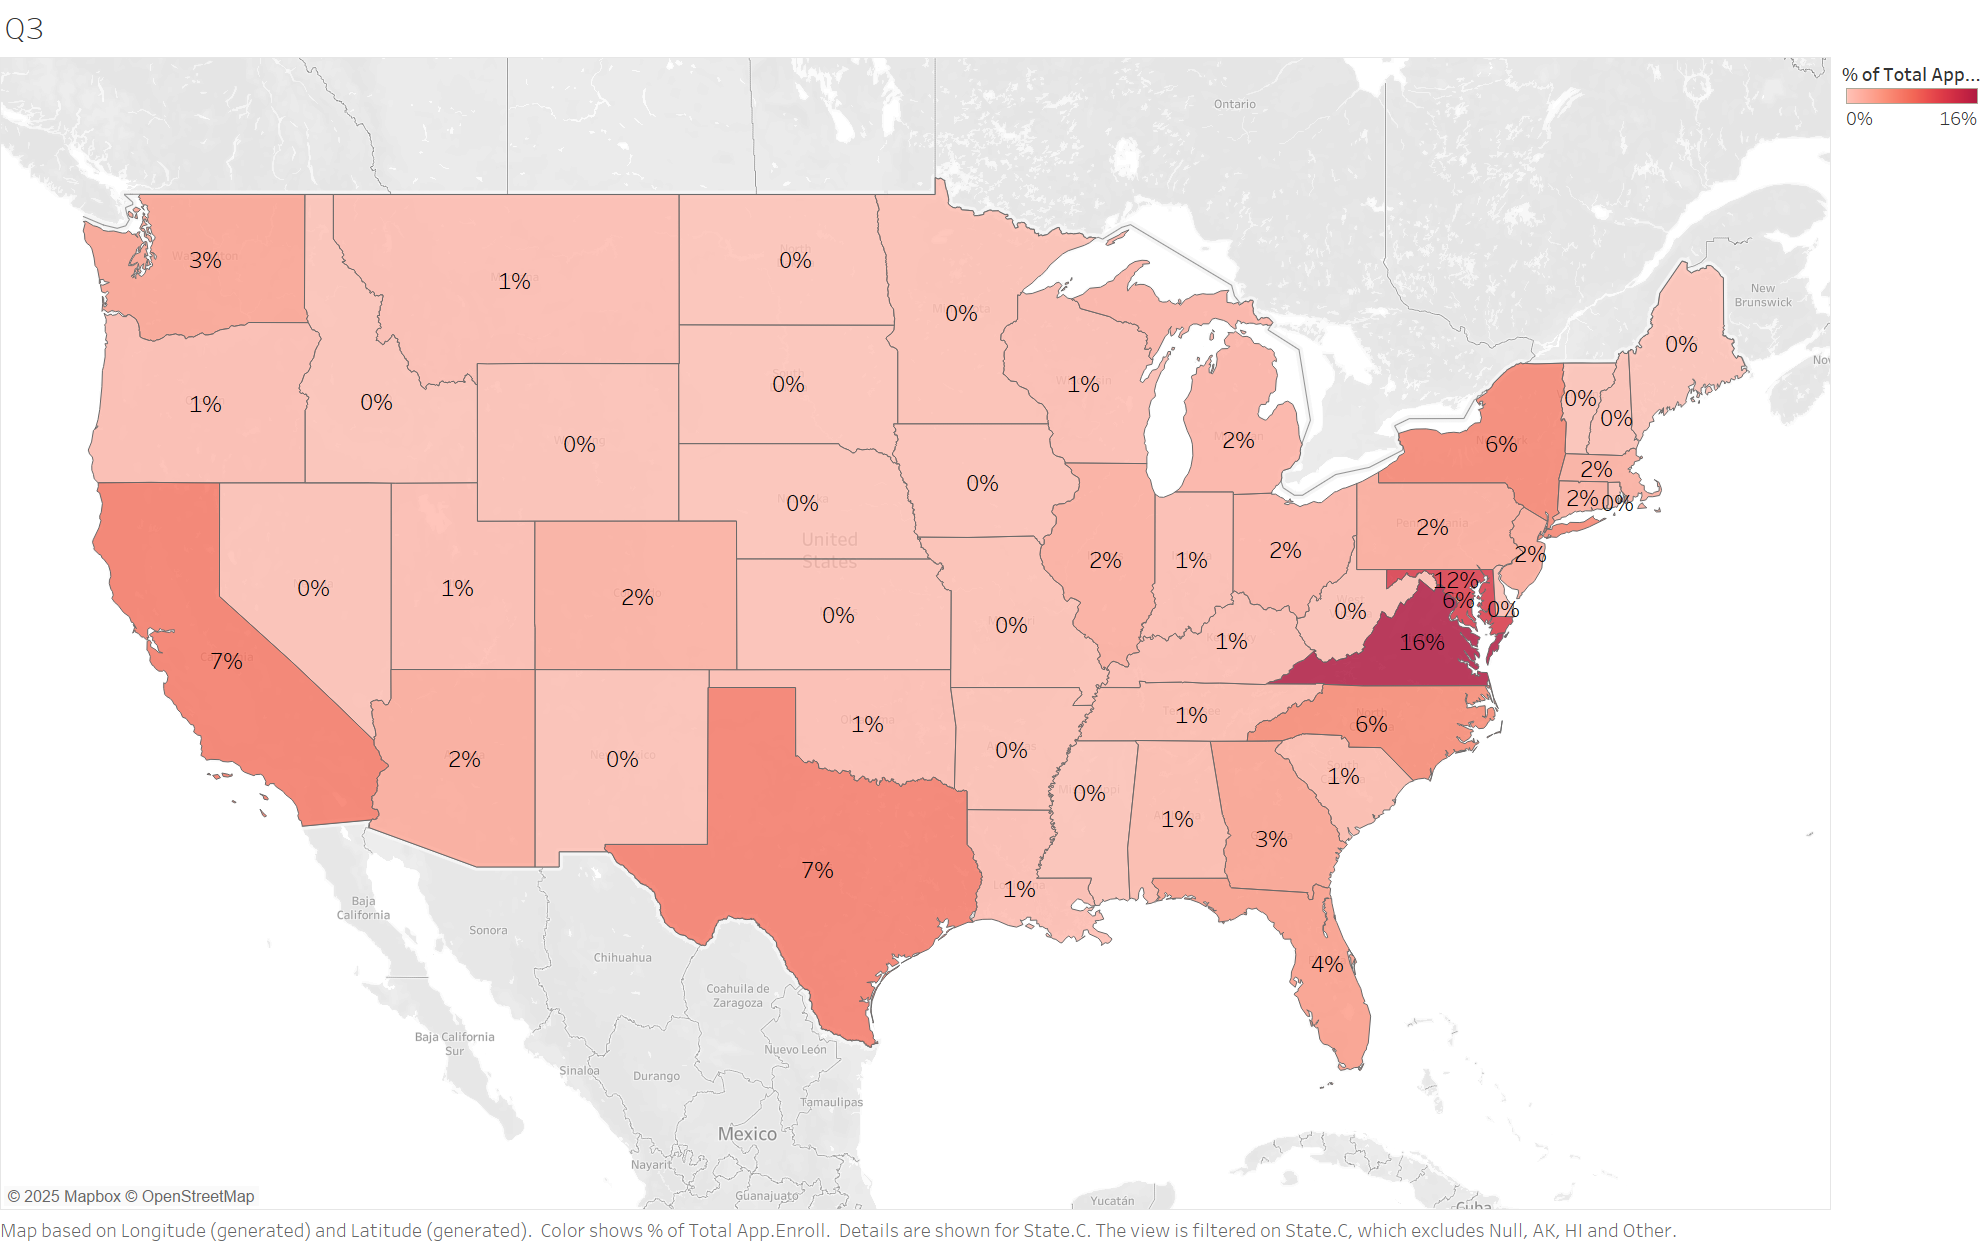 Q3
% of Total App...
0%
16%
Ontario
New
Brunswick
Nov
3%
1%
0%
0%
0%
1%
0%
0%
0%
1%
2%
0%
0%
0%
6%
2%
2%
0%
0%
0%
2%
2%
United
States
7%
0%
1%
2%
0%
0%
2%
1%
2%
0%
12%
6%
0%
16%
1%
1%
6%
2%
0%
1%
0%
0%
1%
3%
1%
7%
1%
4%
Baja
California
Sonora
Chihuahua
Coahuila de
Zaragoza
Baja California
Sur
Nuevo León
Sinaloa
Durango
Tamaulipas
Mexico
Nayarit
Guanajuato
Yucatán
Cuba
© 2025 Mapbox © OpenStreetMap
Map based on Longitude (generated) and Latitude (generated). Color shows % of Total App.Enroll. Details are shown for State.C. The view is filtered on State.C, which excludes Null, AK, HI and Other.